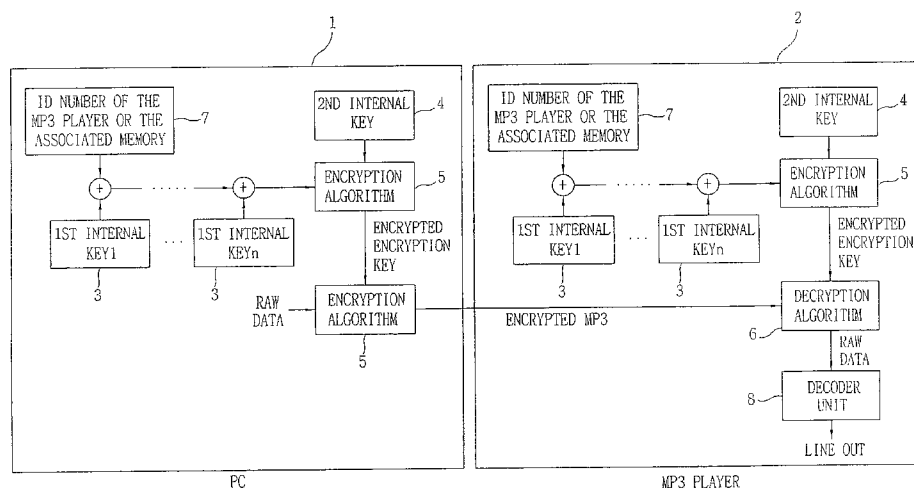 1
ID NUMBER OF THE
MP3 PLAYER OR THE
ASSOCIATED MEMORY
7
2ND INTERNAL
KEY
4
+
.....
+
ENCRYPTION
ALGORITHM
5
1ST INTERNAL
KEY1
...
1ST INTERNAL
KEYn
3
3
ENCRYPTED
ENCRYPTION
KEY
RAW
DATA
ENCRYPTION
ALGORITHM
5
PC
2
ID NUMBER OF THE
MP3 PLAYER OR THE
ASSOCIATED MEMORY
7
2ND INTERNAL
KEY
4
+
.....
+
ENCRYPTION
ALGORITHM
5
1ST INTERNAL
KEY1
...
1ST INTERNAL
KEYn
3
3
ENCRYPTED
ENCRYPTION
KEY
ENCRYPTED MP3
DECRYPTION
ALGORITHM
6
RAW
DATA
DECODER
UNIT
8
LINE OUT
MP3 PLAYER